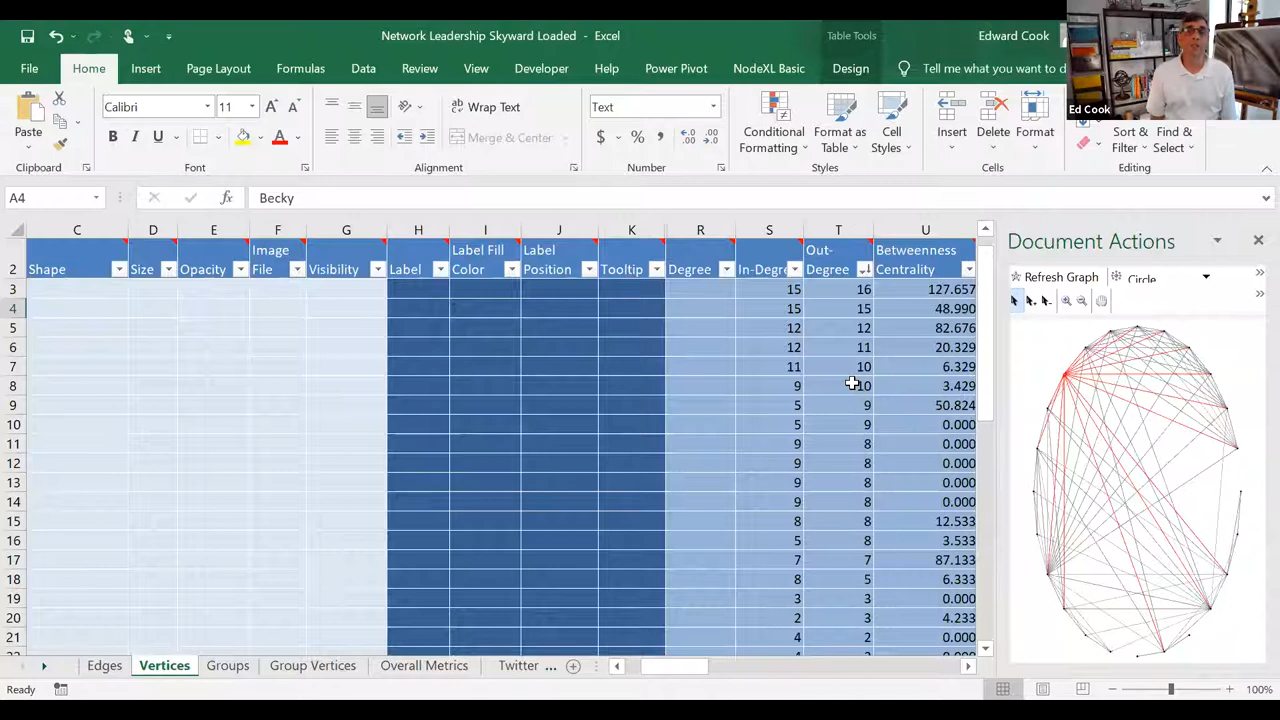 Network Leadership Skyward Loaded - Excel
Table Tools
Edward Cook
File Home Insert Page Layout Formulas Data Review View Developer Help Power Pivot NodeXL Basic Design Tell me what you want to d
Ed Cook
Paste
Calibri 11
Wrap Text
Text
B I U
Merge & Center
$ % ,
Conditional Formatting
Format as Table
Cell Styles
Insert Delete Format
Sort & Filter
Find & Select
Clipboard Font Alignment Number Styles Cells Editing
A4 fx Becky
C D E F G H I J K R S T U
2 Shape Size Opacity Image File Visibility Label Label Fill Color Label Position Tooltip Degree In-Degre Out-Degree Betweenness Centrality
3 15 16 127.657
4 15 15 48.990
5 12 12 82.676
6 12 11 20.329
7 11 10 6.329
8 9 10 3.429
9 5 9 50.824
10 5 9 0.000
11 9 8 0.000
12 9 8 0.000
13 9 8 0.000
14 9 8 0.000
15 8 8 12.533
16 5 8 3.533
17 7 7 87.133
18 8 5 6.333
19 3 3 0.000
20 2 3 4.233
21 4 2 0.000
Document Actions
Refresh Graph Circle
Edges Vertices Groups Group Vertices Overall Metrics Twitter ...
Ready
100%